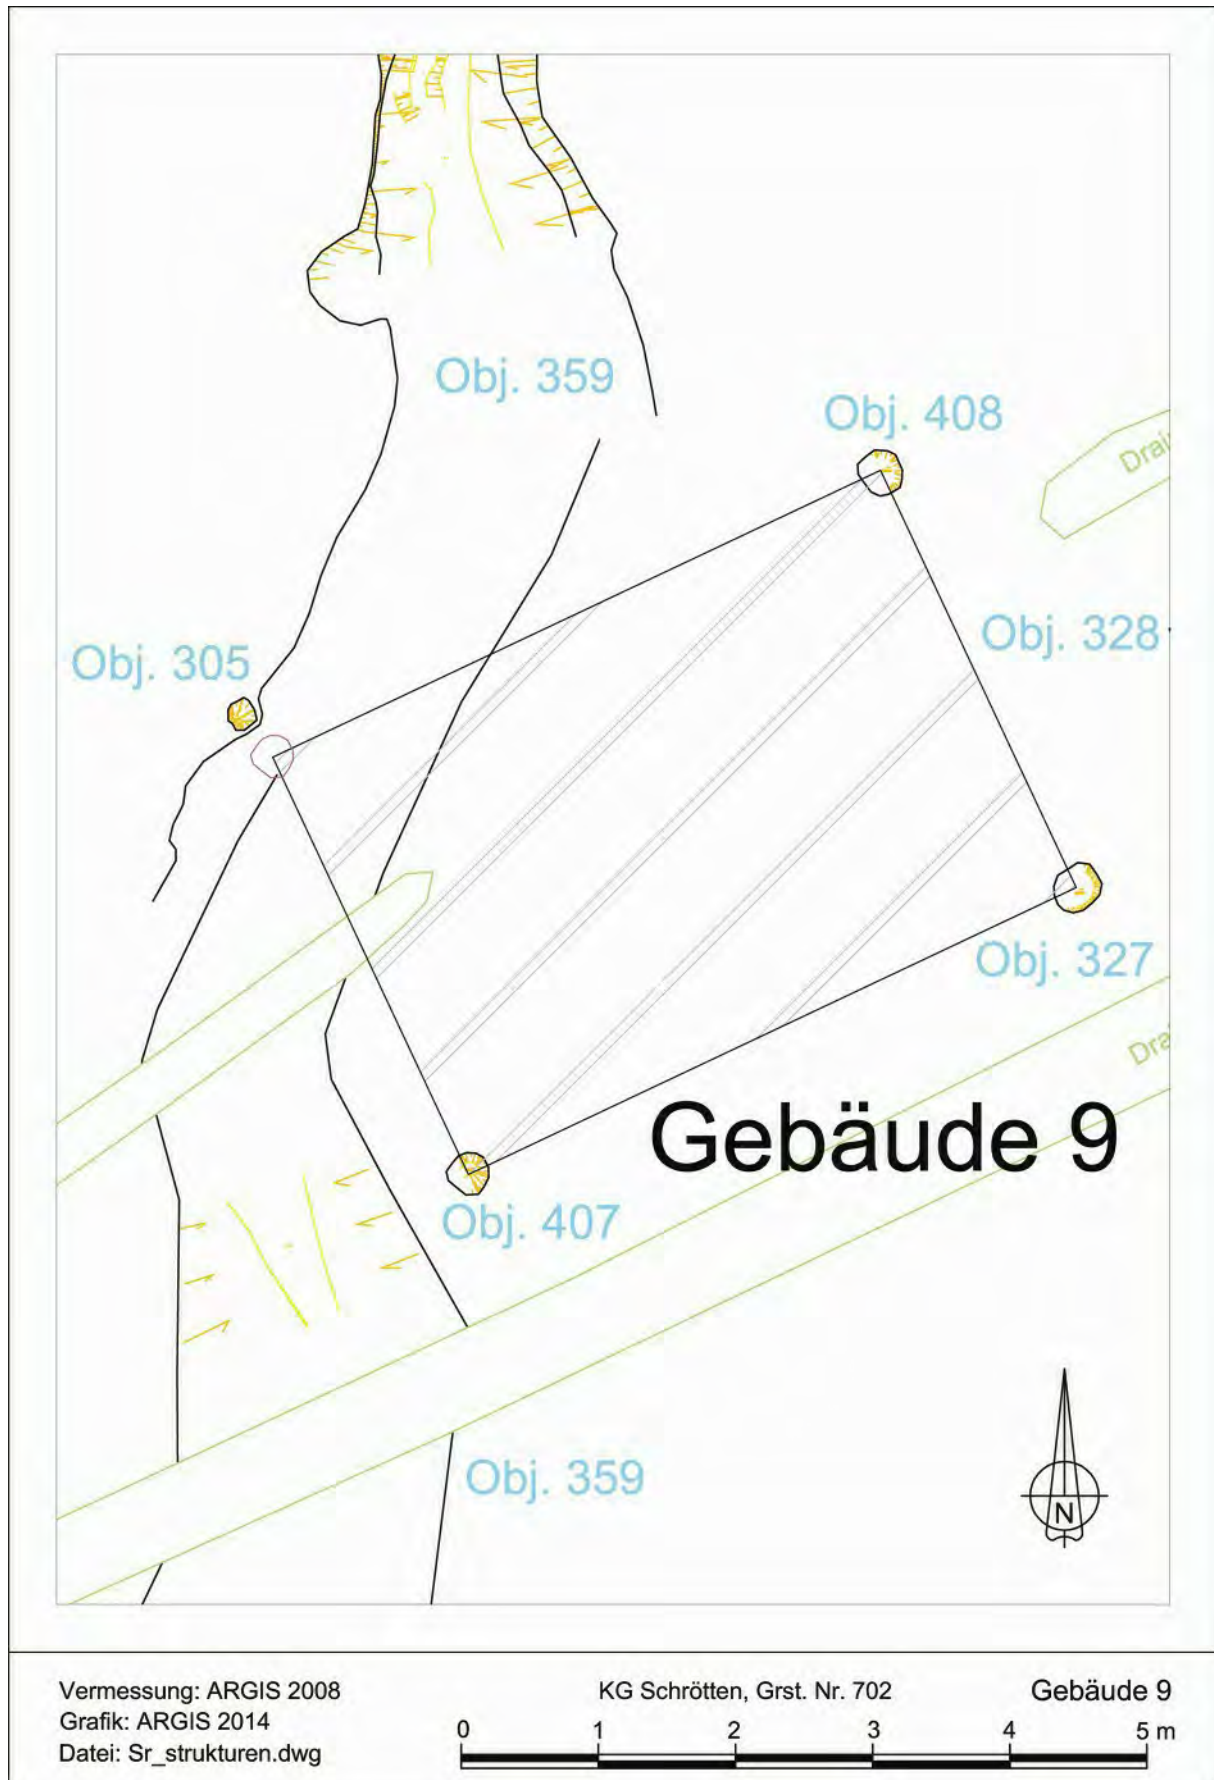 Obj. 359
Obj. 408
Drai
Obj. 328
Obj. 305
Obj. 327
Dra
Gebäude 9
Obj. 407
Obj. 359
N
Vermessung: ARGIS 2008
Grafik: ARGIS 2014
Datei: Sr_strukturen.dwg
KG Schrötten, Grst. Nr. 702
Gebäude 9
0 1 2 3 4 5 m